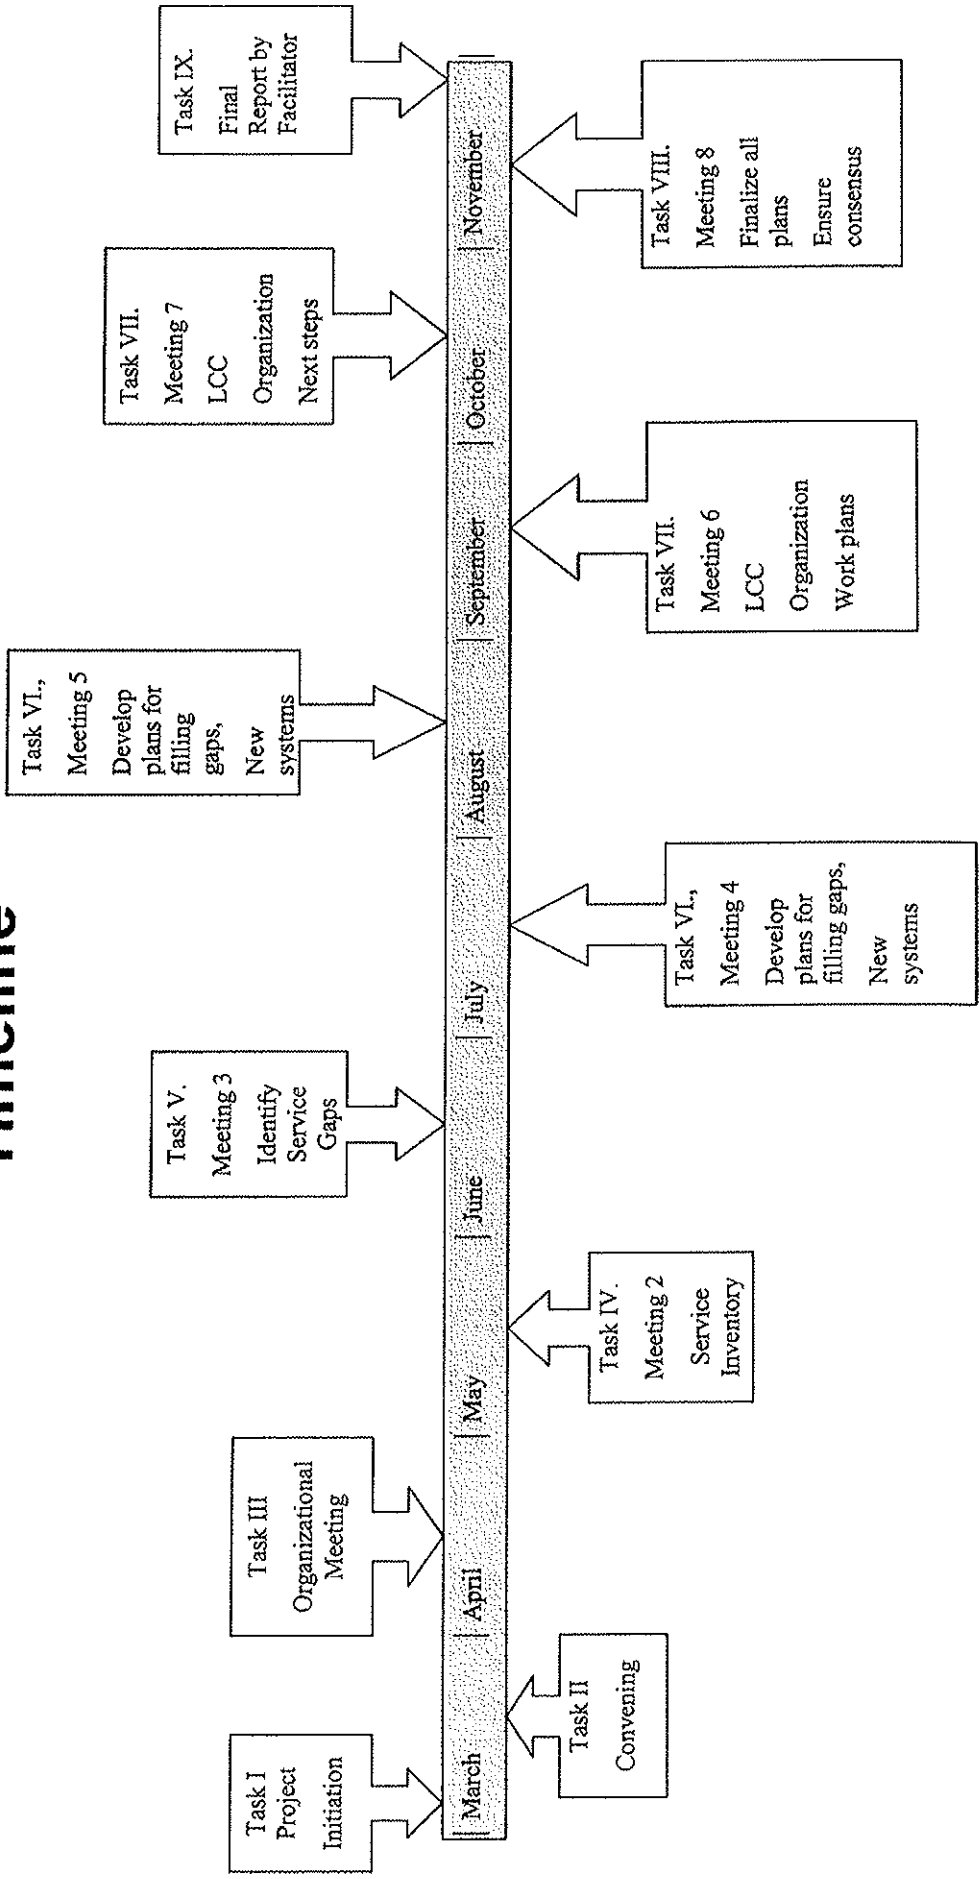 Timeline
Task I
Project
Initiation
Task III
Organizational
Meeting
Task V.
Meeting 3
Identify
Service
Gaps
Task VI.,
Meeting 5
Develop
plans for
filling
gaps,
New
systems
Task VII.
Meeting 7
LCC
Organization
Next steps
Task IX.
Final
Report by
Facilitator
March
April
May
June
July
August
September
October
November
Task II
Convening
Task IV.
Meeting 2
Service
Inventory
Task VI.,
Meeting 4
Develop
plans for
filling gaps,
New
systems
Task VII.
Meeting 6
LCC
Organization
Work plans
Task VIII.
Meeting 8
Finalize all
plans
Ensure
consensus